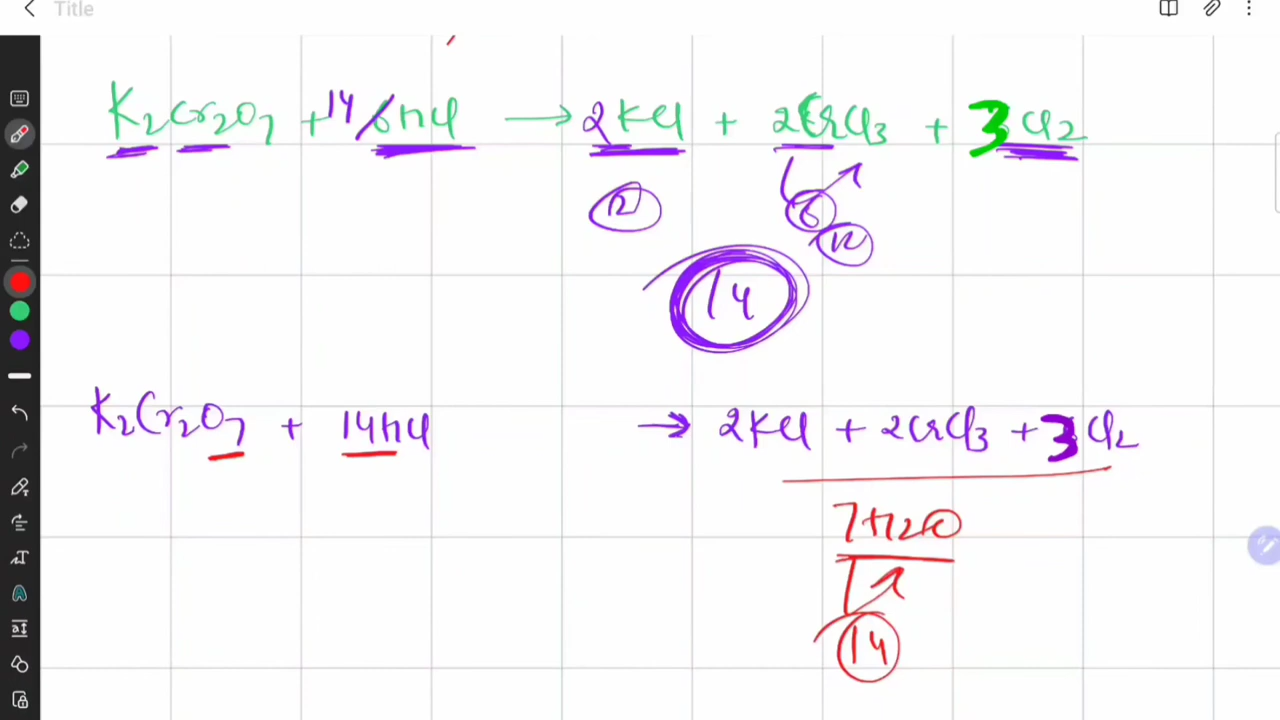 Title
K2Cr2O7 + 14 6HCl → 2KCl + 2CrCl3 + 3Cl2
12 6
12
14
K2Cr2O7 + 14HCl → 2KCl + 2CrCl3 + 3Cl2
7H2O
14